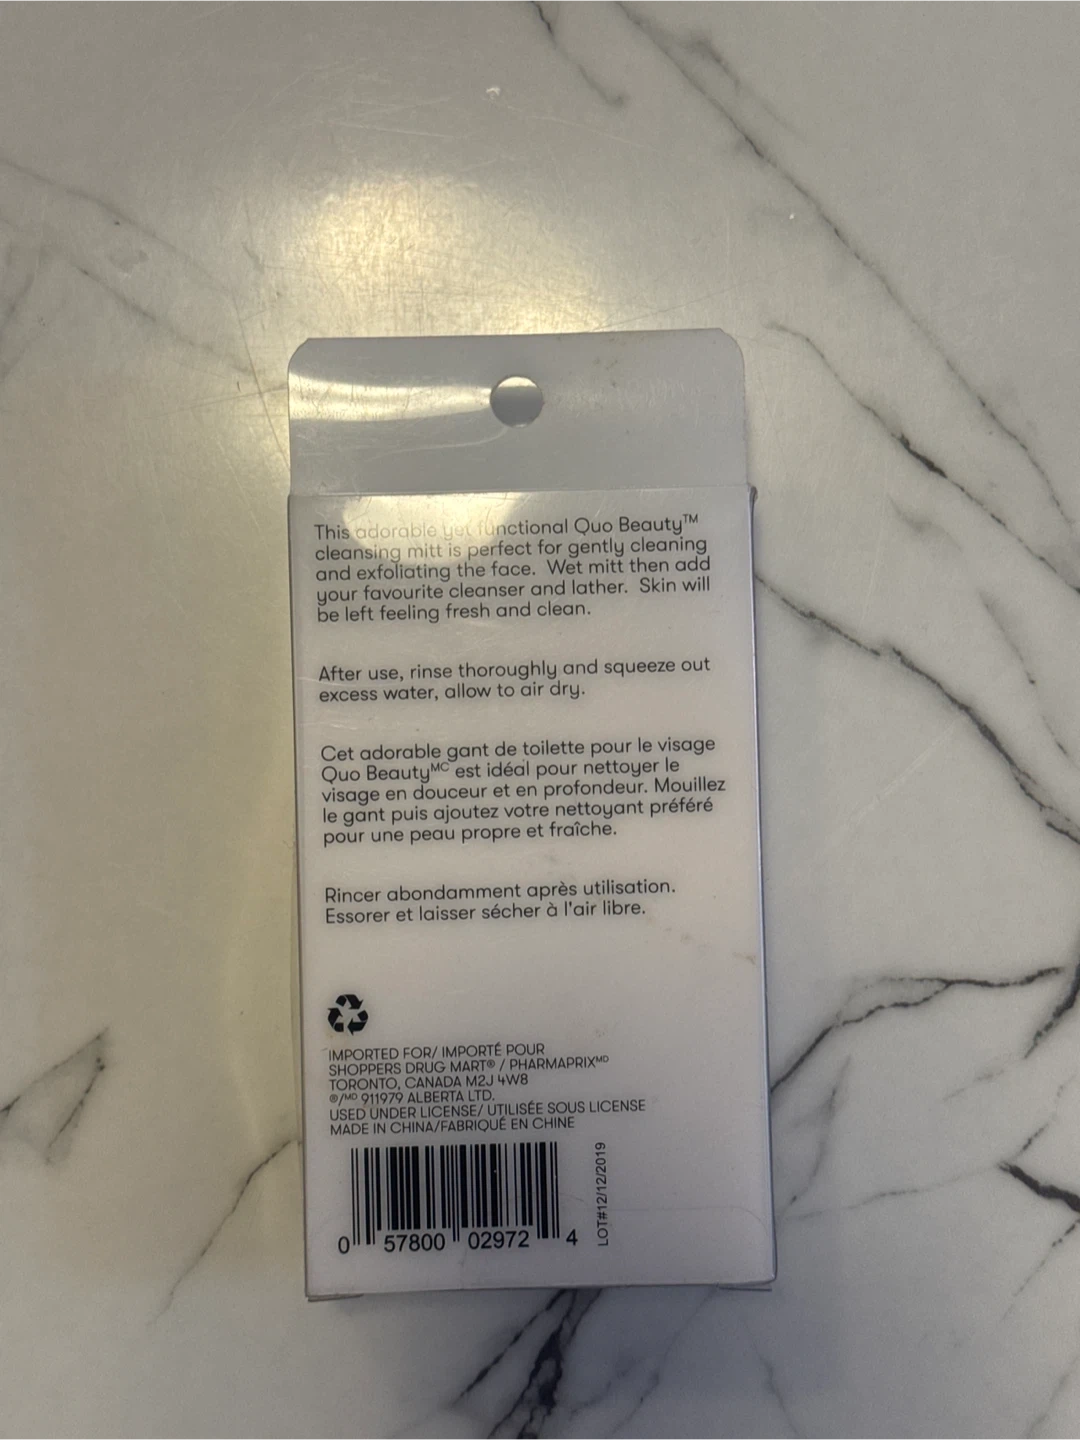 This adorable yet functional Quo Beauty™
cleansing mitt is perfect for gently cleaning
and exfoliating the face. Wet mitt then add
your favourite cleanser and lather. Skin will
be left feeling fresh and clean.
After use, rinse thoroughly and squeeze out
excess water, allow to air dry.
Cet adorable gant de toilette pour le visage
Quo Beautyᴹᶜ est idéal pour nettoyer le
visage en douceur et en profondeur. Mouillez
le gant puis ajoutez votre nettoyant préféré
pour une peau propre et fraîche.
Rincer abondamment après utilisation.
Essorer et laisser sécher à l'air libre.
IMPORTED FOR/ IMPORTÉ POUR
SHOPPERS DRUG MART® / PHARMAPRIXᴹᴰ
TORONTO, CANADA M2J 4W8
®/ᴹᴰ 911979 ALBERTA LTD.
USED UNDER LICENSE/ UTILISÉE SOUS LICENSE
MADE IN CHINA/FABRIQUÉ EN CHINE
0 57800 02972 4
LOT#12/12/2019